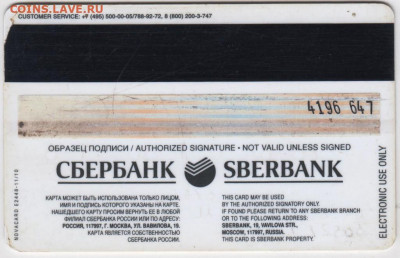 COINS.ЛАВЕ.RU
CUSTOMER SERVICE: +7 (495) 500-00-05/788-92-72, 8 (800) 200-3-747
4196 647
ОБРАЗЕЦ ПОДПИСИ / AUTHORIZED SIGNATURE • NOT VALID UNLESS SIGNED
СБЕРБАНК SBERBANK
КАРТА МОЖЕТ БЫТЬ ИСПОЛЬЗОВАНА ТОЛЬКО ЛИЦОМ,
ИМЯ И ПОДПИСЬ КОТОРОГО УКАЗАНЫ НА КАРТЕ.
НАШЕДШЕГО КАРТУ ПРОСИМ ВЕРНУТЬ ЕЕ В ЛЮБОЙ
ФИЛИАЛ СБЕРБАНКА РОССИИ ИЛИ ПО АДРЕСУ:
РОССИЯ, 117997, Г. МОСКВА, УЛ. ВАВИЛОВА, 19.
КАРТА ЯВЛЯЕТСЯ СОБСТВЕННОСТЬЮ
СБЕРБАНКА РОССИИ.
THIS CARD MAY BE USED
BY THE AUTHORIZED SIGNATORY ONLY.
IF FOUND PLEASE RETURN TO ANY SBERBANK BRANCH
OR TO THE FOLLOWING ADDRESS:
SBERBANK, 19, VAVILOVA STR.,
MOSCOW, 117997, RUSSIA.
THIS CARD IS SBERBANK PROPERTY.
ELECTRONIC USE ONLY